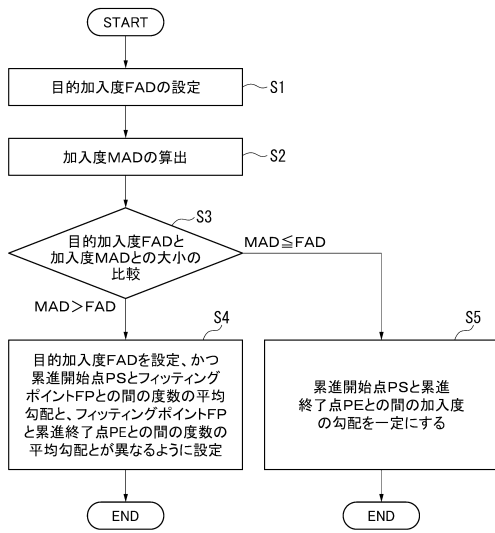 START
目的加入度FADの設定
S1
加入度MADの算出
S2
S3
目的加入度FADと
加入度MADとの大小の
比較
MAD≦FAD
MAD>FAD
S4
目的加入度FADを設定、かつ
累進開始点PSとフィッティング
ポイントFPとの間の度数の平均
勾配と、フィッティングポイントFP
と累進終了点PEとの間の度数の
平均勾配とが異なるように設定
S5
累進開始点PSと累進
終了点PEとの間の加入度
の勾配を一定にする
END
END